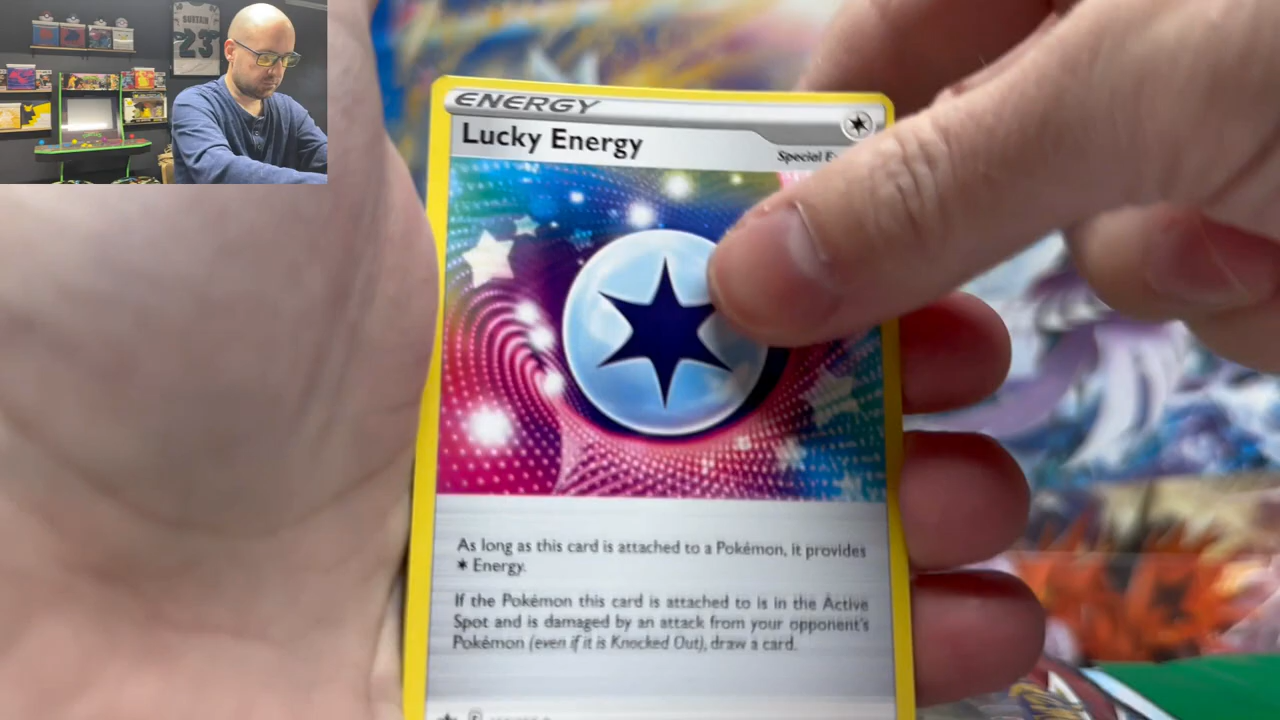 SUXTAIN
23
ENERGY
Lucky Energy
Special
As long as this card is attached to a Pokémon, it provides
✶ Energy.
If the Pokémon this card is attached to is in the Active
Spot and is damaged by an attack from your opponent's
Pokémon (even if it is Knocked Out), draw a card.